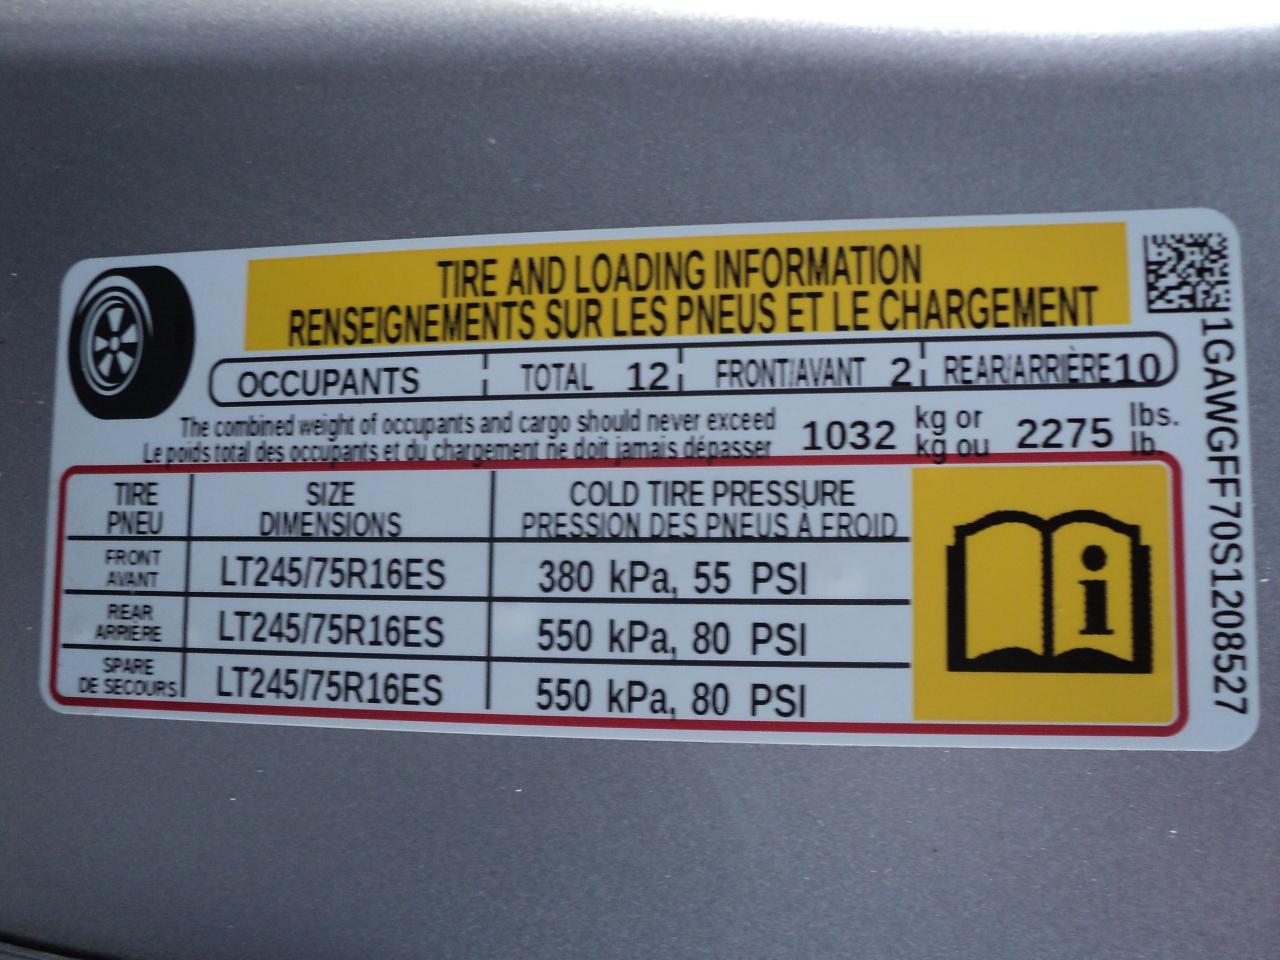 TIRE AND LOADING INFORMATION
RENSEIGNEMENTS SUR LES PNEUS ET LE CHARGEMENT
OCCUPANTS TOTAL 12 FRONT/AVANT 2 REAR/ARRIÈRE 10
The combined weight of occupants and cargo should never exceed 1032 kg or 2275 lbs.
Le poids total des occupants et du chargement ne doit jamais dépasser kg ou lb.
TIRE SIZE COLD TIRE PRESSURE
PNEU DIMENSIONS PRESSION DES PNEUS À FROID
FRONT
AVANT LT245/75R16ES 380 kPa, 55 PSI
REAR
ARRIERE LT245/75R16ES 550 kPa, 80 PSI
SPARE
DE SECOURS LT245/75R16ES 550 kPa, 80 PSI
i
1GAWGFF70S1208527